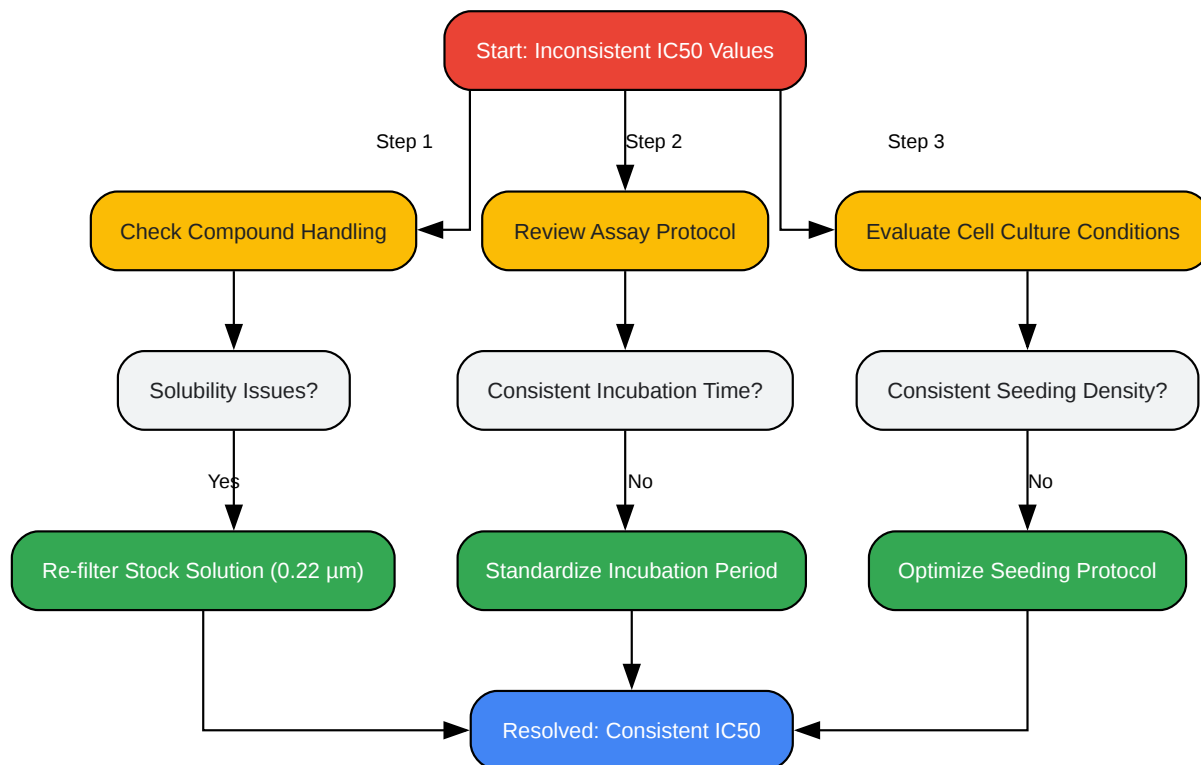 Start: Inconsistent IC50 Values
Step 1
Step 2
Step 3
Check Compound Handling
Review Assay Protocol
Evaluate Cell Culture Conditions
Solubility Issues?
Consistent Incubation Time?
Consistent Seeding Density?
Yes
No
No
Re-filter Stock Solution (0.22 µm)
Standardize Incubation Period
Optimize Seeding Protocol
Resolved: Consistent IC50